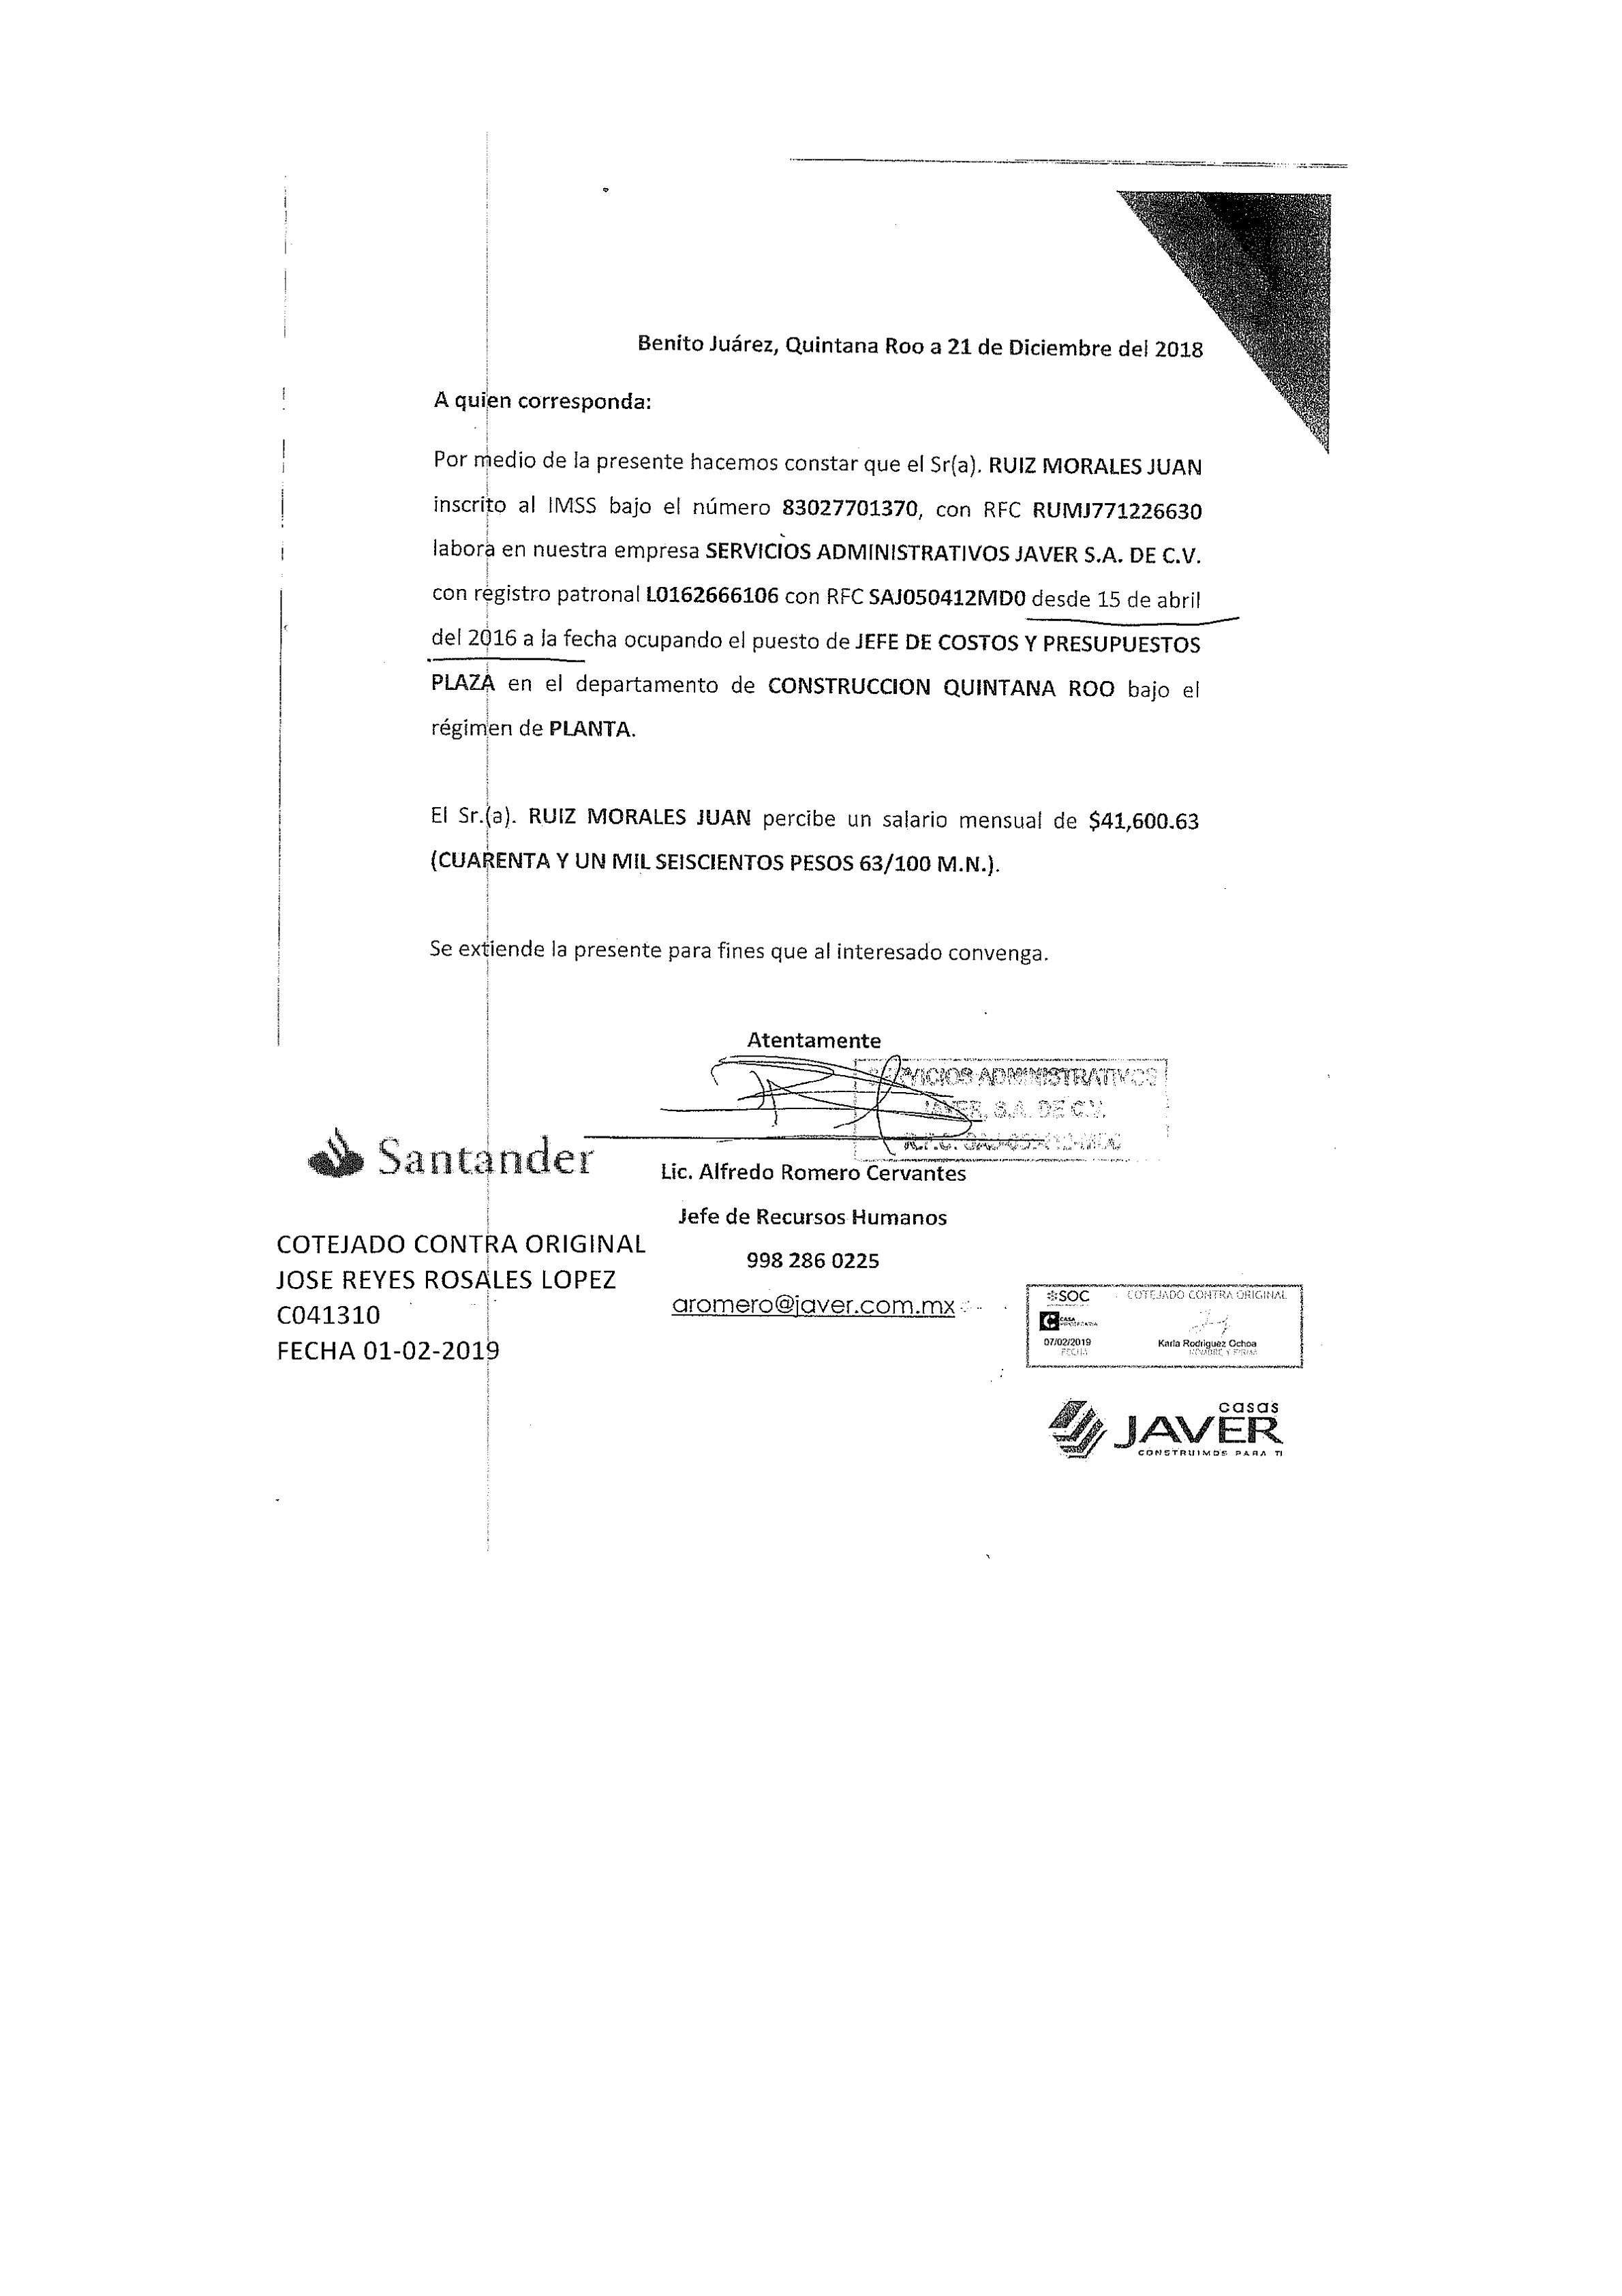 Benito Juárez, Quintana Roo a 21 de Diciembre del 2018
A quien corresponda:
Por medio de la presente hacemos constar que el Sr(a). RUIZ MORALES JUAN
inscrito al IMSS bajo el número 83027701370, con RFC RUMJ771226630
labora en nuestra empresa SERVICIOS ADMINISTRATIVOS JAVER S.A. DE C.V.
con registro patronal L0162666106 con RFC SAJ050412MD0 desde 15 de abril
del 2016 a la fecha ocupando el puesto de JEFE DE COSTOS Y PRESUPUESTOS
PLAZA en el departamento de CONSTRUCCION QUINTANA ROO bajo el
régimen de PLANTA.
El Sr.(a). RUIZ MORALES JUAN percibe un salario mensual de $41,600.63
(CUARENTA Y UN MIL SEISCIENTOS PESOS 63/100 M.N.).
Se extiende la presente para fines que al interesado convenga.
Atentamente
SERVICIOS ADMINISTRATIVOS
JAVER, S.A. DE C.V.
R.F.C.
Santander
Lic. Alfredo Romero Cervantes
Jefe de Recursos Humanos
998 286 0225
aromero@javer.com.mx
COTEJADO CONTRA ORIGINAL
JOSE REYES ROSALES LOPEZ
C041310
FECHA 01-02-2019
SOC COTEJADO CONTRA ORIGINAL
07/02/2019 Karla Rodriguez Ochoa
FECHA NOMBRE Y FIRMA
casas
JAVER
CONSTRUIMOS PARA TI